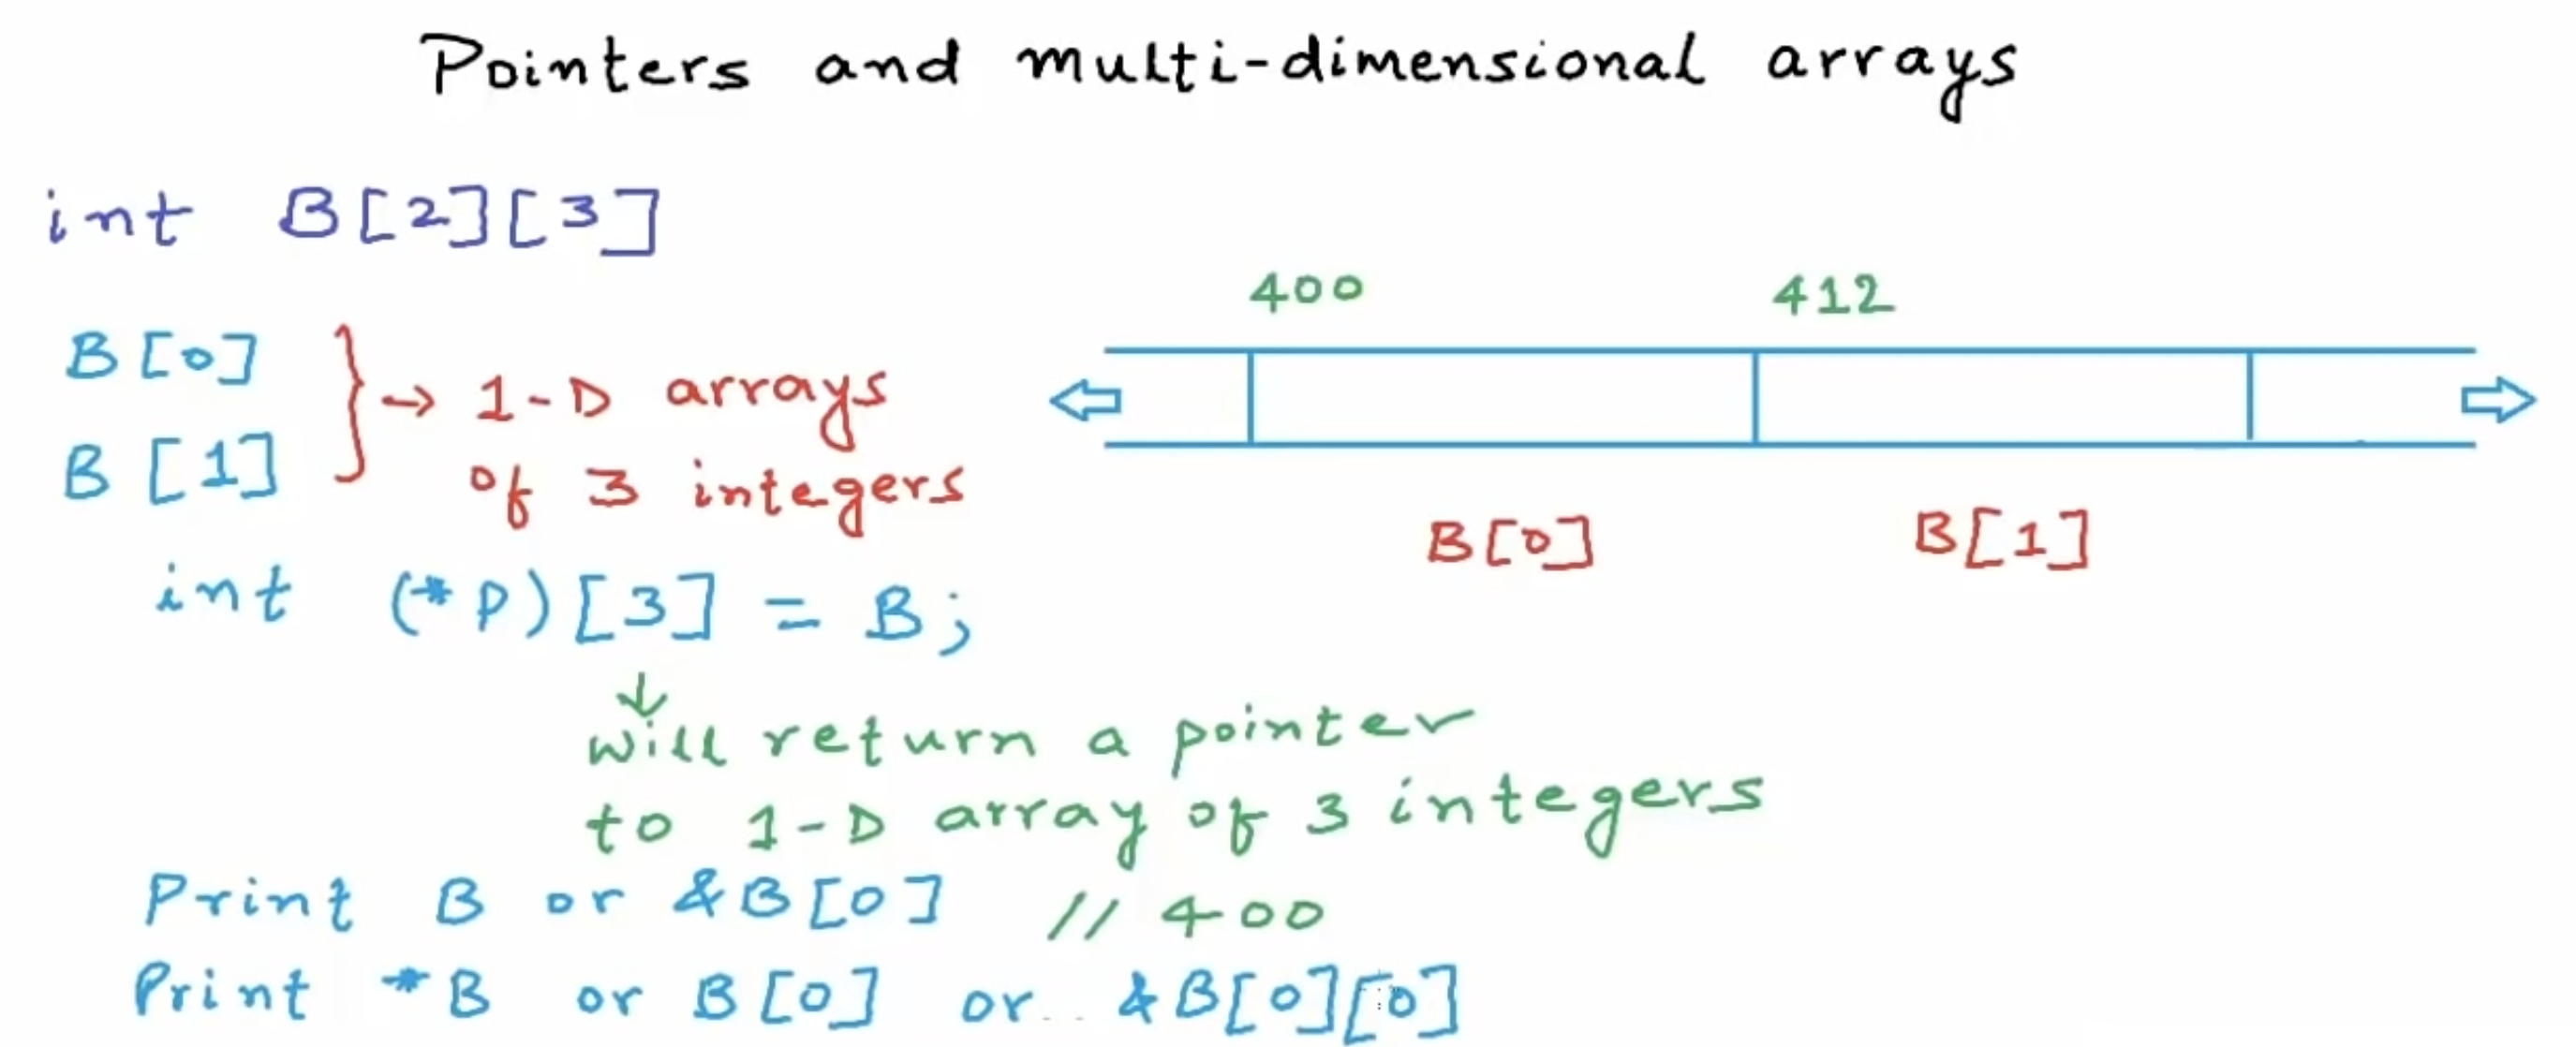 Pointers and multi-dimensional arrays
int B[2][3]
400 412
B[0]
B[1]
} → 1-D arrays
of 3 integers
B[0] B[1]
int (*p)[3] = B;
↓
will return a pointer
to 1-D array of 3 integers
Print B or &B[0] // 400
Print *B or B[0] or &B[0][0]